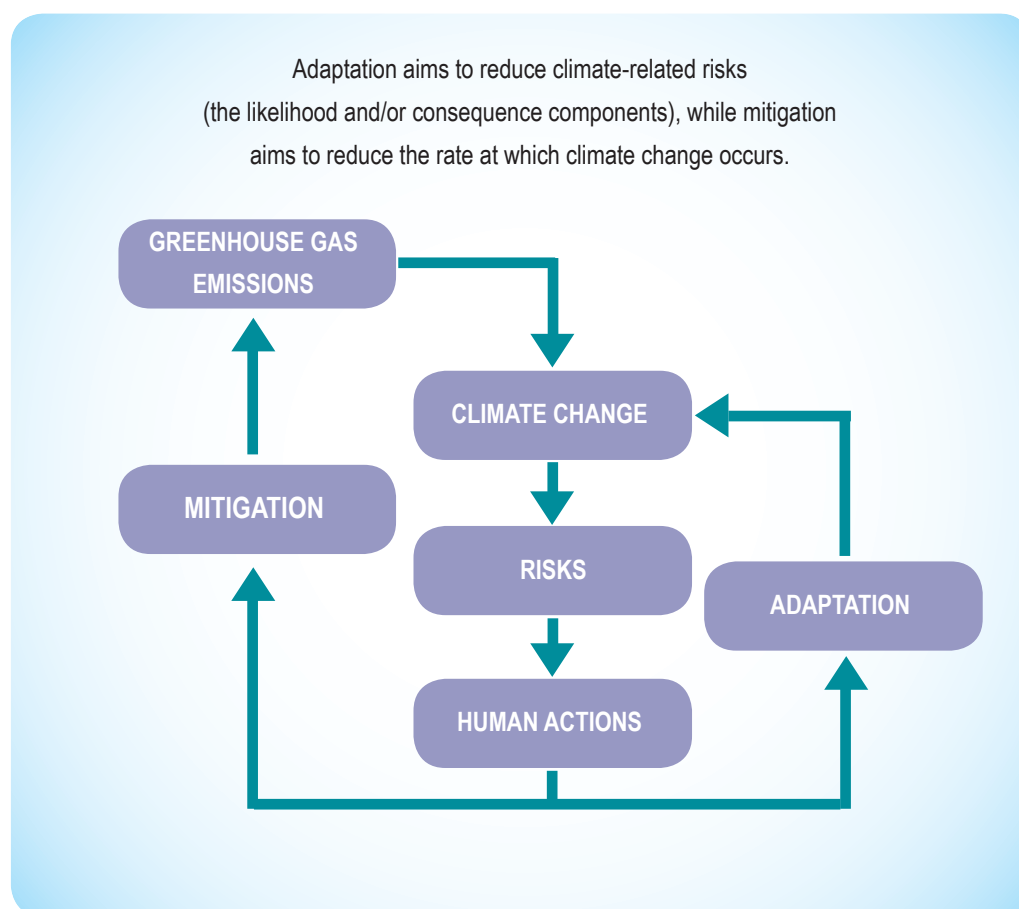 Adaptation aims to reduce climate-related risks
(the likelihood and/or consequence components), while mitigation
aims to reduce the rate at which climate change occurs.
GREENHOUSE GAS
EMISSIONS
CLIMATE CHANGE
MITIGATION
RISKS
ADAPTATION
HUMAN ACTIONS